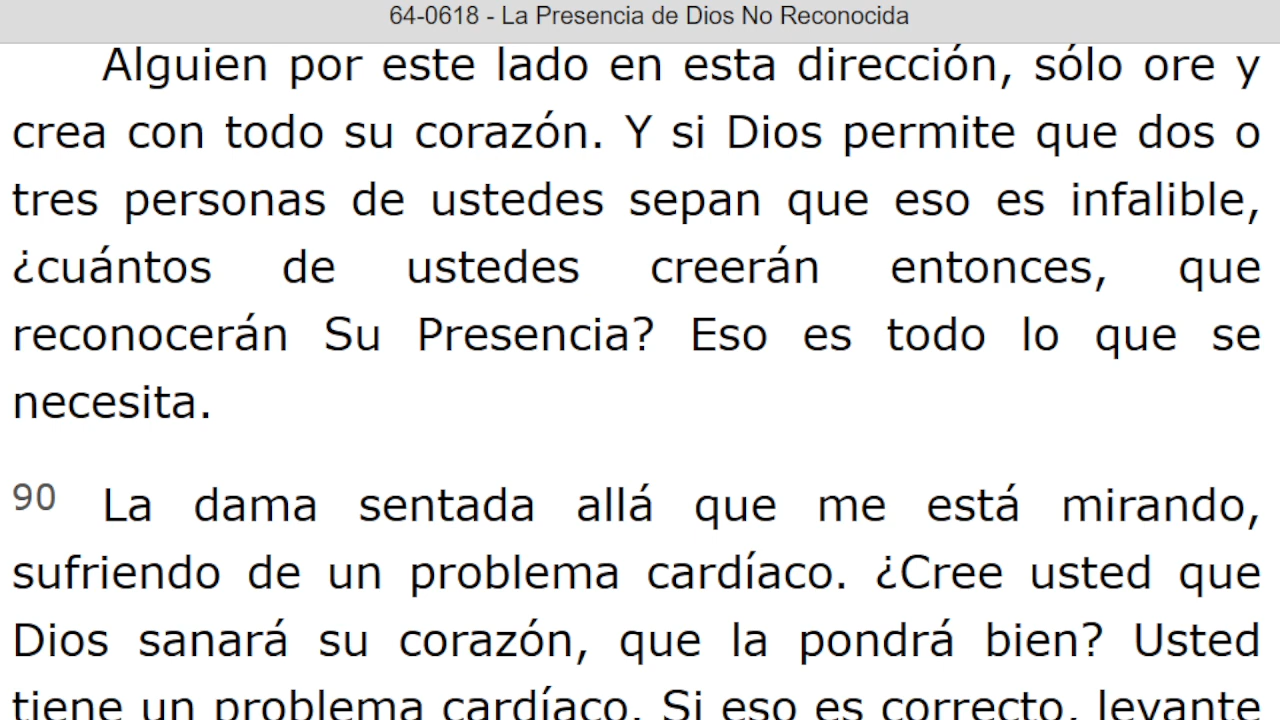 64-0618 - La Presencia de Dios No Reconocida
Alguien por este lado en esta dirección, sólo ore y
crea con todo su corazón. Y si Dios permite que dos o
tres personas de ustedes sepan que eso es infalible,
¿cuántos de ustedes creerán entonces, que
reconocerán Su Presencia? Eso es todo lo que se
necesita.
90 La dama sentada allá que me está mirando,
sufriendo de un problema cardíaco. ¿Cree usted que
Dios sanará su corazón, que la pondrá bien? Usted
tiene un problema cardíaco. Si eso es correcto, levante